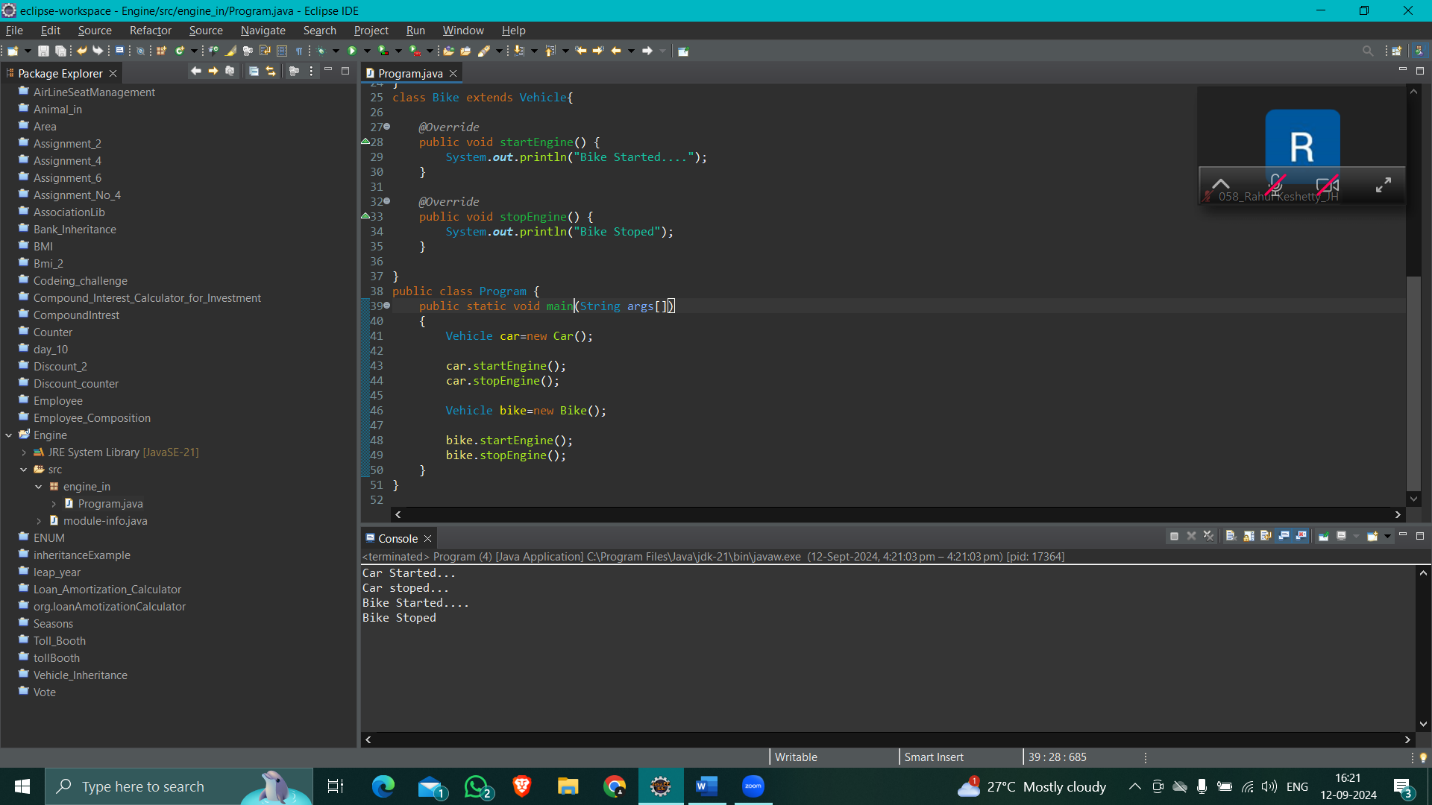 eclipse-workspace - Engine/src/engine_in/Program.java - Eclipse IDE
File Edit Source Refactor Source Navigate Search Project Run Window Help
Package Explorer
AirLineSeatManagement
Animal_in
Area
Assignment_2
Assignment_4
Assignment_6
Assignment_No_4
AssociationLib
Bank_Inheritance
BMI
Bmi_2
Codeing_challenge
Compound_Interest_Calculator_for_Investment
CompoundIntrest
Counter
day_10
Discount_2
Discount_counter
Employee
Employee_Composition
Engine
JRE System Library [JavaSE-21]
src
engine_in
Program.java
module-info.java
ENUM
inheritanceExample
leap_year
Loan_Amortization_Calculator
org.loanAmotizationCalculator
Seasons
Toll_Booth
tollBooth
Vehicle_Inheritance
Vote
Program.java
24 }
25 class Bike extends Vehicle{
26
27 @Override
28 public void startEngine() {
29 System.out.println("Bike Started....");
30 }
31
32 @Override
33 public void stopEngine() {
34 System.out.println("Bike Stoped");
35 }
36
37 }
38 public class Program {
39 public static void main(String args[])
40 {
41 Vehicle car=new Car();
42
43 car.startEngine();
44 car.stopEngine();
45
46 Vehicle bike=new Bike();
47
48 bike.startEngine();
49 bike.stopEngine();
50 }
51 }
52
R
058_Rahul Keshetty_JH
Console
<terminated> Program (4) [Java Application] C:\Program Files\Java\jdk-21\bin\javaw.exe (12-Sept-2024, 4:21:03 pm – 4:21:03 pm) [pid: 17364]
Car Started...
Car stoped...
Bike Started....
Bike Stoped
Writable Smart Insert 39 : 28 : 685
Type here to search
1
2
zoom
1
27°C Mostly cloudy
ENG
16:21
12-09-2024
3